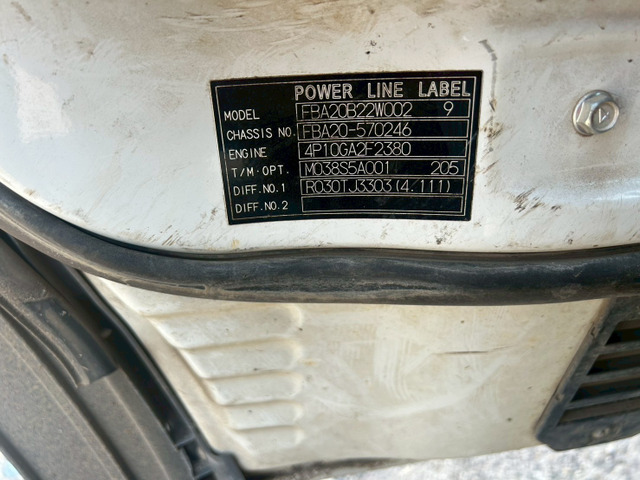 POWER LINE LABEL
MODEL FBA20B22W002 9
CHASSIS NO. FBA20-570246
ENGINE 4P10GA2F2380
T/M·OPT. M038S5A001 205
DIFF.NO.1 R030TJ3303(4.111)
DIFF.NO.2